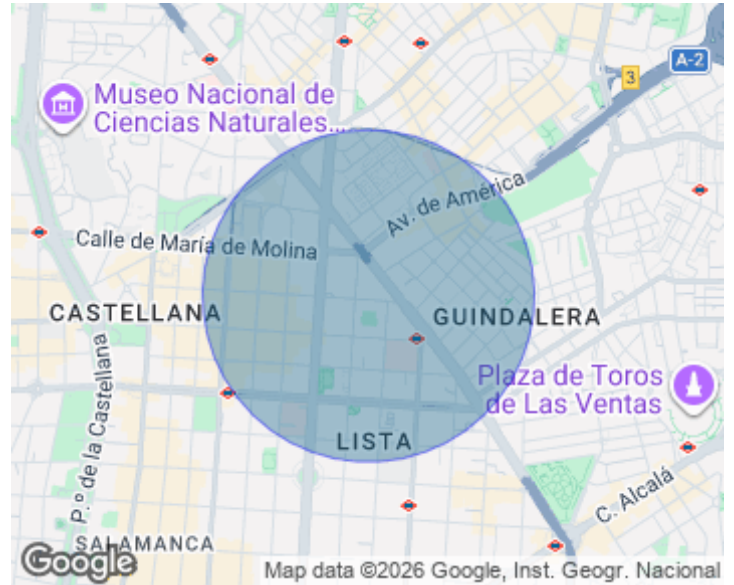 A-2
3
Museo Nacional de
Ciencias Naturales...
Av. de América
Calle de María de Molina
CASTELLANA
GUINDALERA
Plaza de Toros
de Las Ventas
P.º de la Castellana
LISTA
C. Alcalá
SALAMANCA
Google
Map data ©2026 Google, Inst. Geogr. Nacional